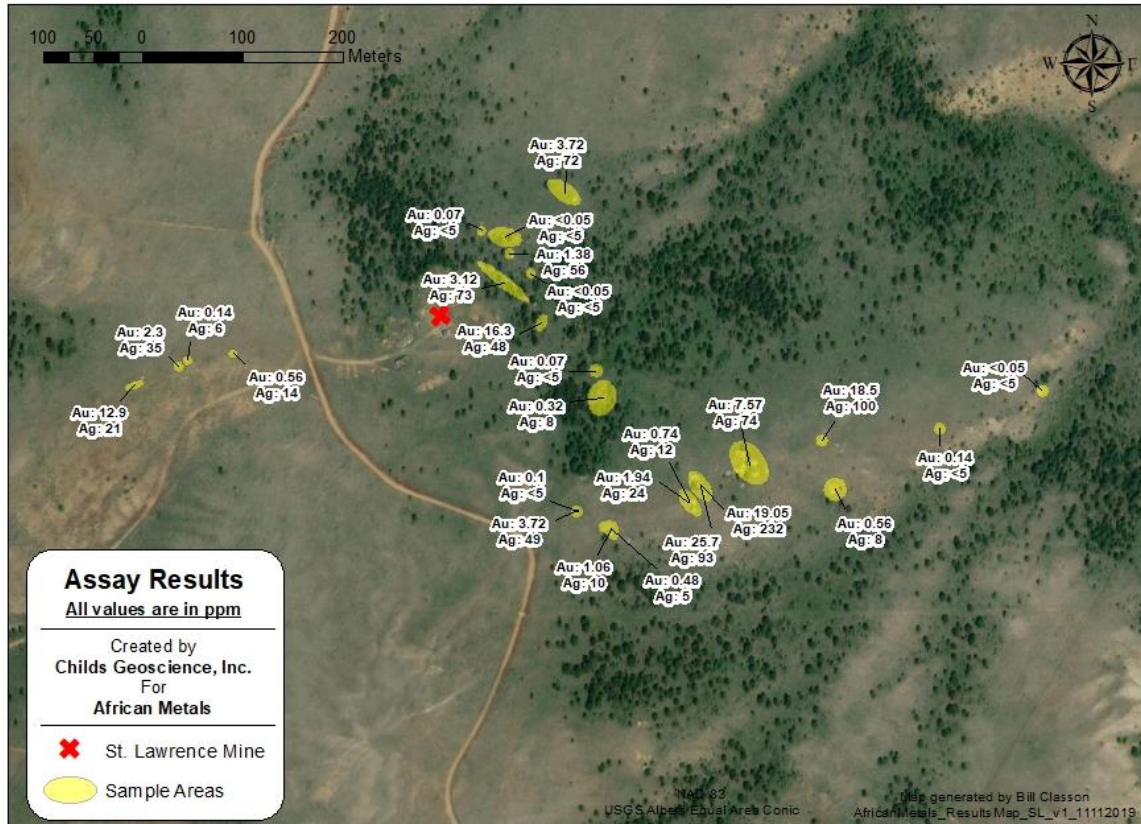 100 50 0 100 200
Meters
N
W E
S
Au: 3.72
Ag: 72
Au: 0.07
Ag: <5
Au: <0.05
Ag: <5
Au: 1.38
Ag: 56
Au: 3.12
Ag: 73
Au: <0.05
Ag: <5
Au: 16.3
Ag: 48
Au: 0.14
Ag: 6
Au: 2.3
Ag: 35
Au: 0.56
Ag: 14
Au: 12.9
Ag: 21
Au: 0.07
Ag: <5
Au: 0.32
Ag: 8
Au: <0.05
Ag: <5
Au: 18.5
Ag: 100
Au: 7.57
Ag: 74
Au: 0.74
Ag: 12
Au: 0.14
Ag: <5
Au: 1.94
Ag: 24
Au: 0.1
Ag: <5
Au: 19.05
Ag: 232
Au: 0.56
Ag: 8
Au: 3.72
Ag: 49
Au: 25.7
Ag: 93
Au: 1.06
Ag: 10
Au: 0.48
Ag: 5
Assay Results
All values are in ppm
Created by
Childs Geoscience, Inc.
For
African Metals
St. Lawrence Mine
Sample Areas
NAD 83
USGS Albers Equal Area Conic
Map generated by Bill Classon
AfricanMetals_ResultsMap_SL_v1_11112019